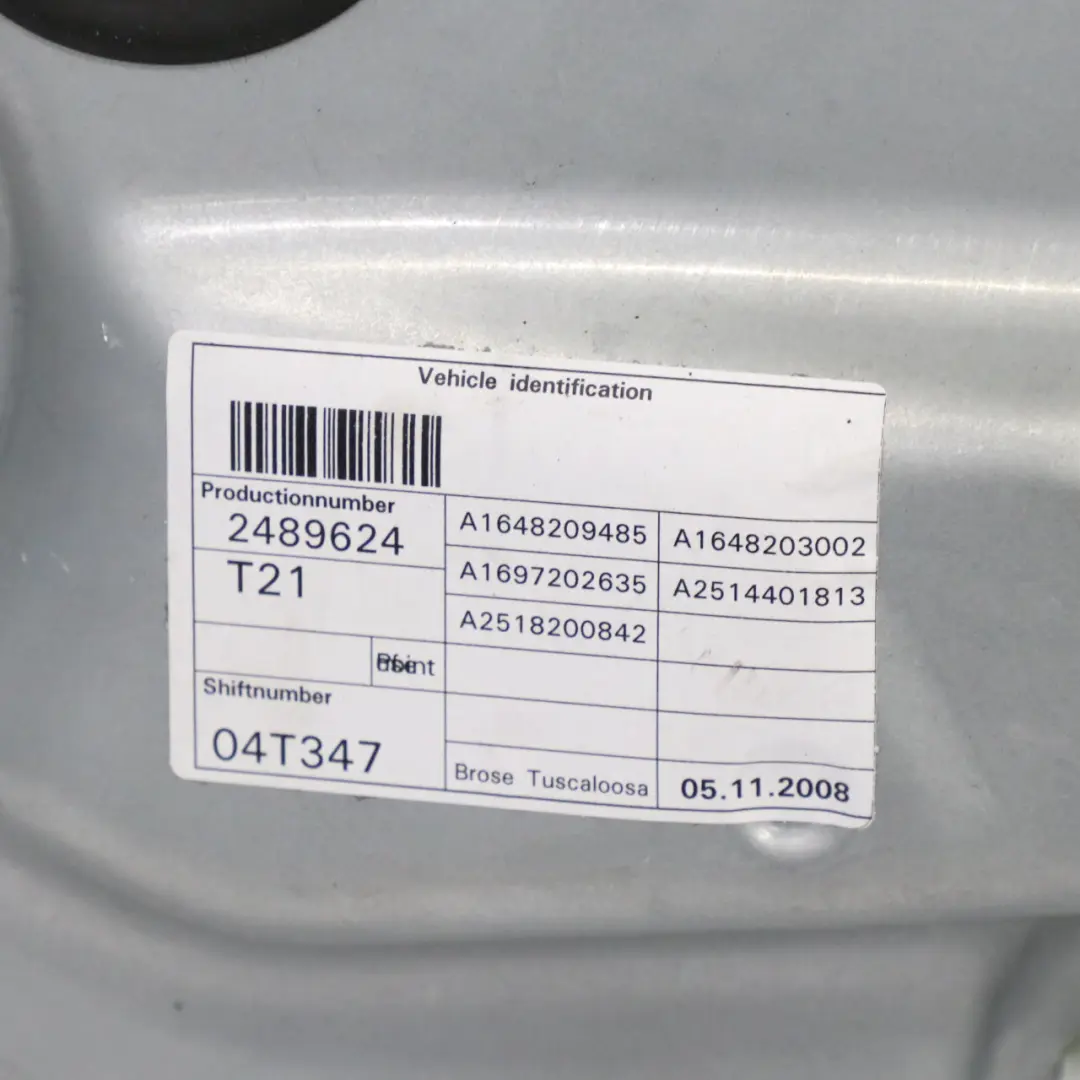 Vehicle identification
Productionnumber
2489624
T21
Shiftnumber
04T347
A1648209485 A1648203002
A1697202635 A2514401813
A2518200842
Brose Tuscaloosa 05.11.2008